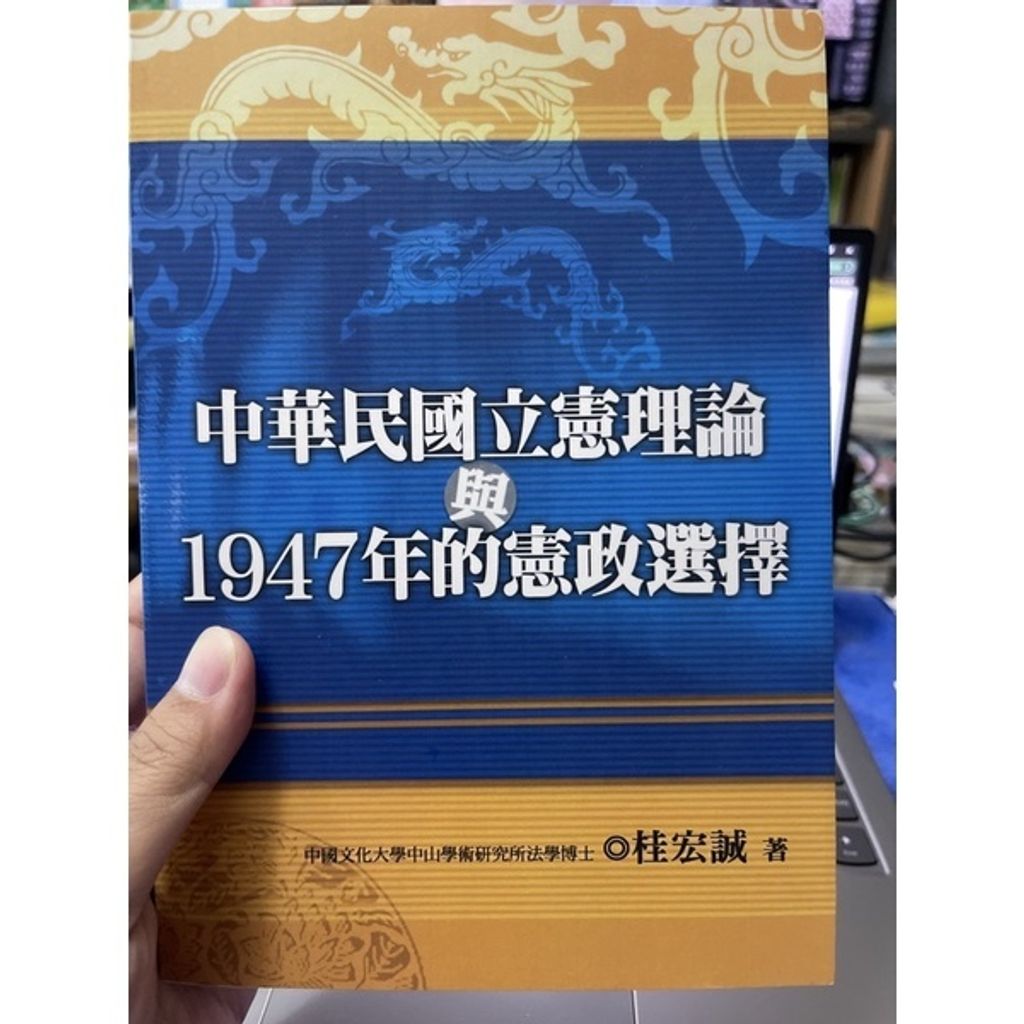 中華民國立憲理論
與
1947年的憲政選擇
中國文化大學中山學術研究所法學博士 ◎桂宏誠 著